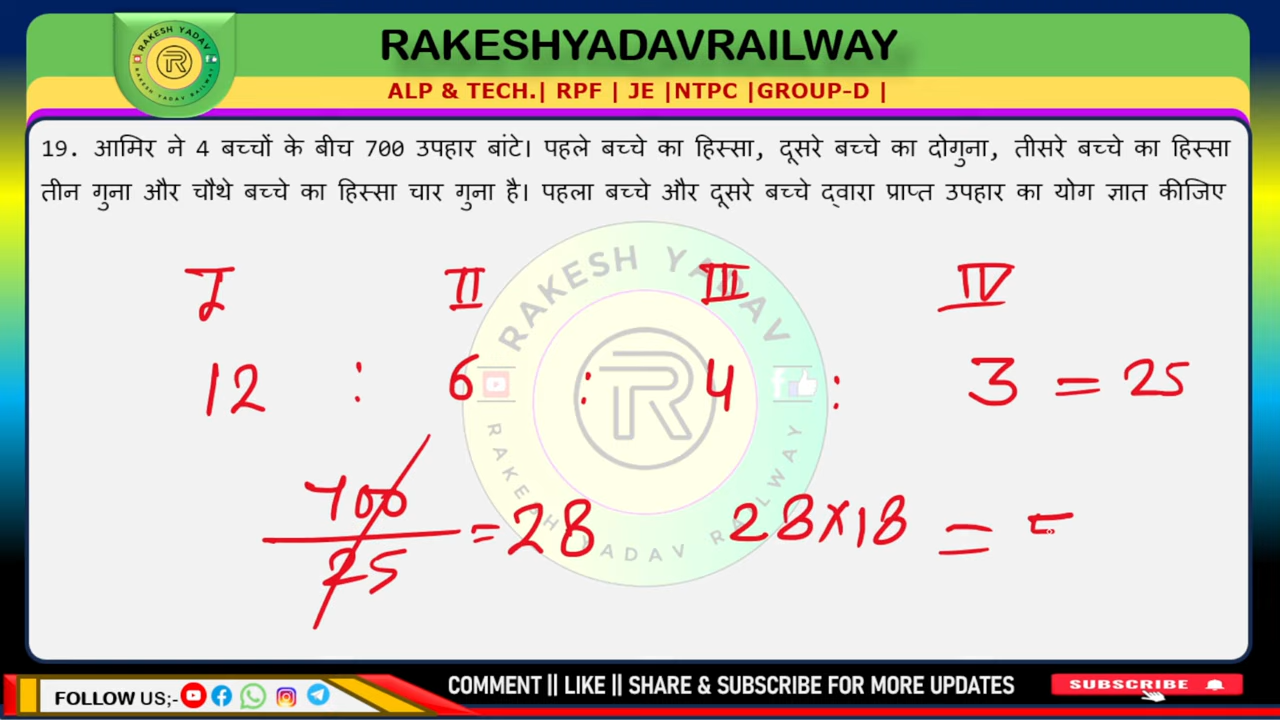 RAKESH YADAV
R
RAKESH YADAV RAILWAY
RAKESHYADAVRAILWAY
ALP & TECH.| RPF | JE |NTPC |GROUP-D |
19. आमिर ने 4 बच्चों के बीच 700 उपहार बांटे। पहले बच्चे का हिस्सा, दूसरे बच्चे का दोगुना, तीसरे बच्चे का हिस्सा
तीन गुना और चौथे बच्चे का हिस्सा चार गुना है। पहला बच्चे और दूसरे बच्चे द्वारा प्राप्त उपहार का योग ज्ञात कीजिए
RAKESH YADAV
I II III IV
12 : 6 : 4 : 3 = 25
700
25
= 28
28×18 =
RAKESH YADAV RAILWAY
FOLLOW US;-
COMMENT || LIKE || SHARE & SUBSCRIBE FOR MORE UPDATES
SUBSCRIBE